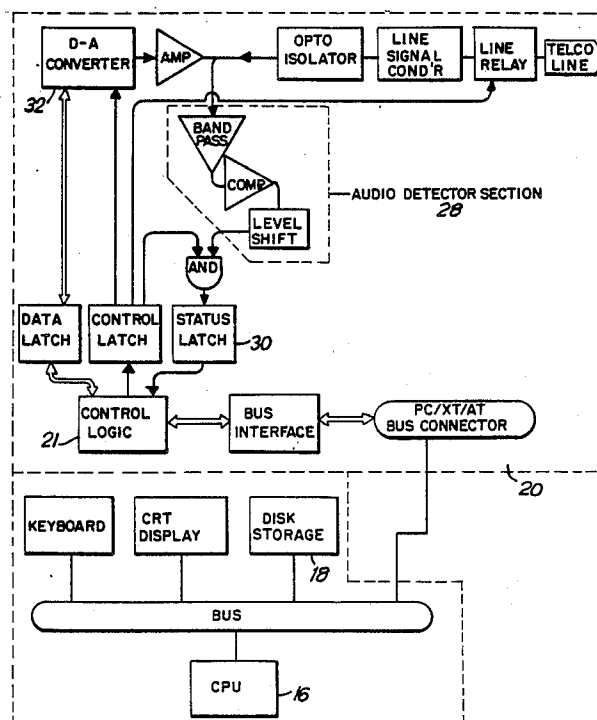 D-A
CONVERTER
32
AMP
OPTO
ISOLATOR
LINE
SIGNAL
COND'R
LINE
RELAY
TELCO
LINE
BAND
PASS
COMP
LEVEL
SHIFT
AUDIO DETECTOR SECTION
28
AND
DATA
LATCH
CONTROL
LATCH
STATUS
LATCH
30
CONTROL
LOGIC
21
BUS
INTERFACE
PC/XT/AT
BUS CONNECTOR
20
KEYBOARD
CRT
DISPLAY
DISK
STORAGE
18
BUS
CPU
16